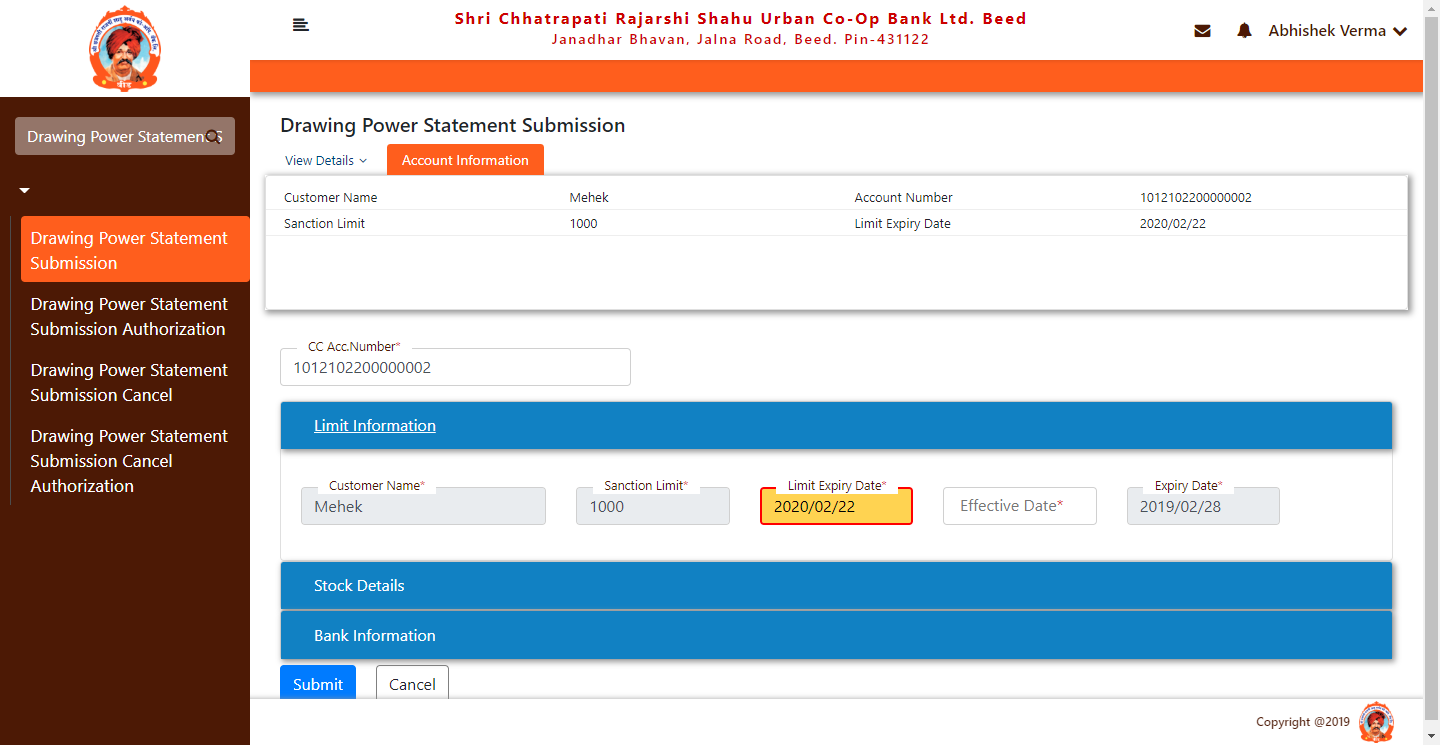 Shri Chhatrapati Rajarshi Shahu Urban Co-Op Bank Ltd. Beed
Janadhar Bhavan, Jalna Road, Beed. Pin-431122
Abhishek Verma
Drawing Power Statement S
Drawing Power Statement
Submission
Drawing Power Statement
Submission Authorization
Drawing Power Statement
Submission Cancel
Drawing Power Statement
Submission Cancel
Authorization
Drawing Power Statement Submission
View Details Account Information
Customer Name Mehek Account Number 1012102200000002
Sanction Limit 1000 Limit Expiry Date 2020/02/22
CC Acc.Number*
1012102200000002
Limit Information
Customer Name* Sanction Limit* Limit Expiry Date* Expiry Date*
Mehek 1000 2020/02/22 Effective Date* 2019/02/28
Stock Details
Bank Information
Submit Cancel
Copyright @2019